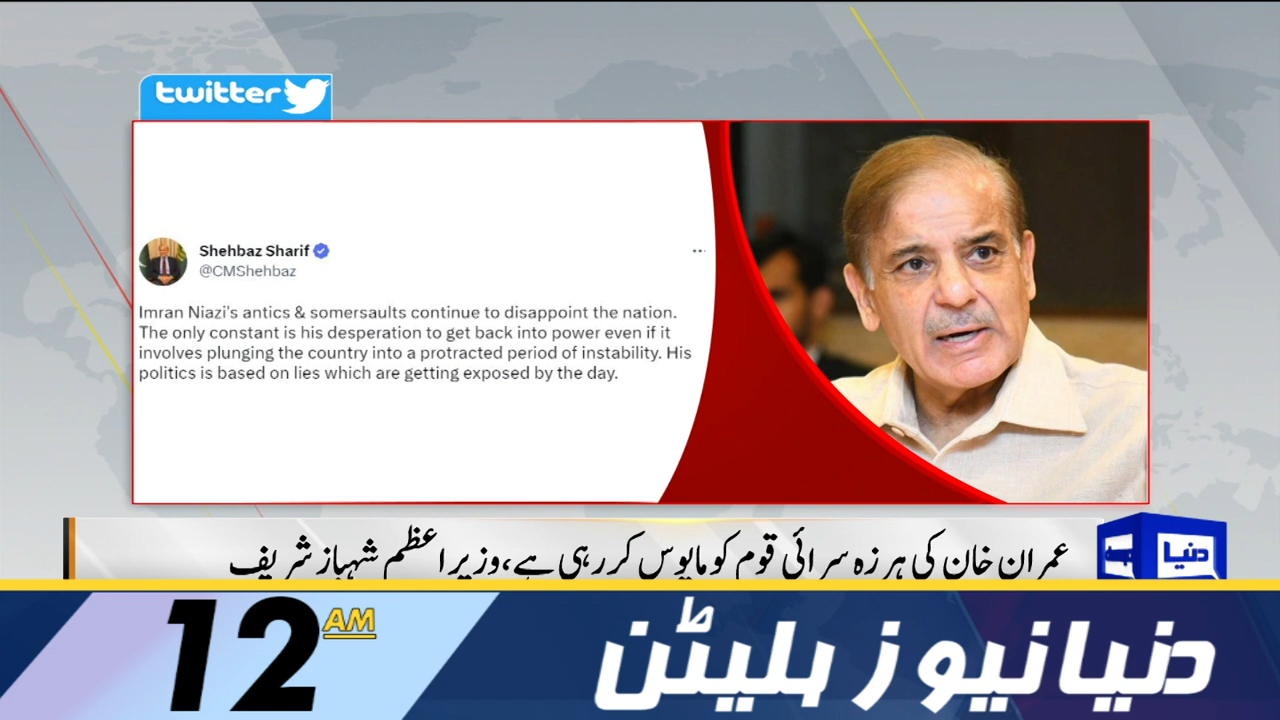 twitter
Shehbaz Sharif
@CMShehbaz
Imran Niazi's antics & somersaults continue to disappoint the nation.
The only constant is his desperation to get back into power even if it
involves plunging the country into a protracted period of instability. His
politics is based on lies which are getting exposed by the day.
عمران خان کی ہرزہ سرائی قوم کو مایوس کر رہی ہے، وزیراعظم شہباز شریف
دنیا
12 AM
دنیا نیوز بلیٹن